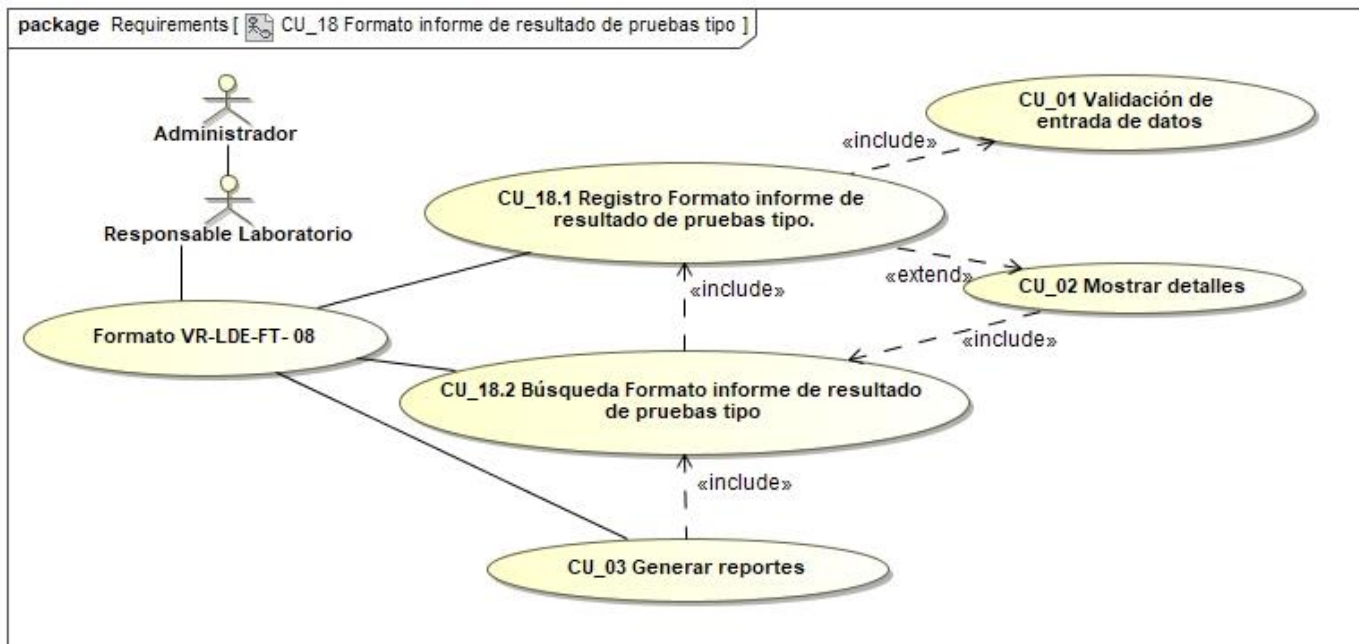 package Requirements [ CU_18 Formato informe de resultado de pruebas tipo ]
Administrador
Responsable Laboratorio
Formato VR-LDE-FT- 08
CU_18.1 Registro Formato informe de
resultado de pruebas tipo.
«include»
CU_01 Validación de
entrada de datos
«extend»
CU_02 Mostrar detalles
«include»
«include»
CU_18.2 Búsqueda Formato informe de resultado
de pruebas tipo
«include»
CU_03 Generar reportes